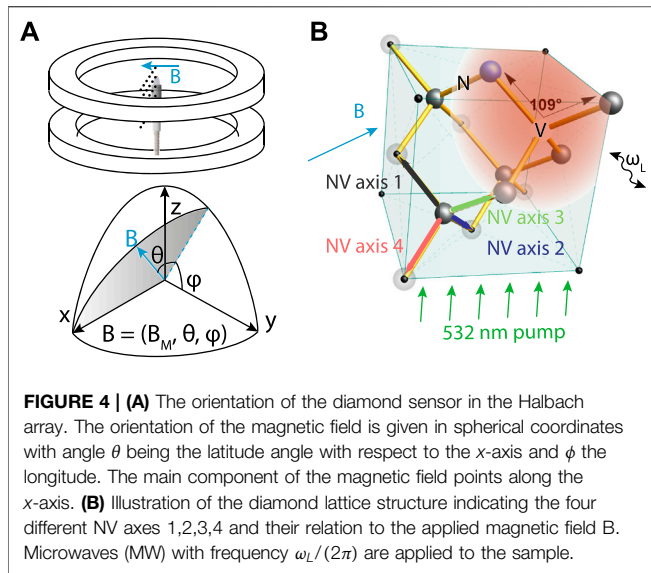 A
B
B
z
B
θ
φ
x
y
B = (B_M, θ, φ)
N
109°
V
B
ω_L
NV axis 1
NV axis 3
NV axis 4
NV axis 2
532 nm pump
FIGURE 4 | (A) The orientation of the diamond sensor in the Halbach
array. The orientation of the magnetic field is given in spherical coordinates
with angle θ being the latitude angle with respect to the x-axis and ϕ the
longitude. The main component of the magnetic field points along the
x-axis. (B) Illustration of the diamond lattice structure indicating the four
different NV axes 1,2,3,4 and their relation to the applied magnetic field B.
Microwaves (MW) with frequency ω_L/(2π) are applied to the sample.